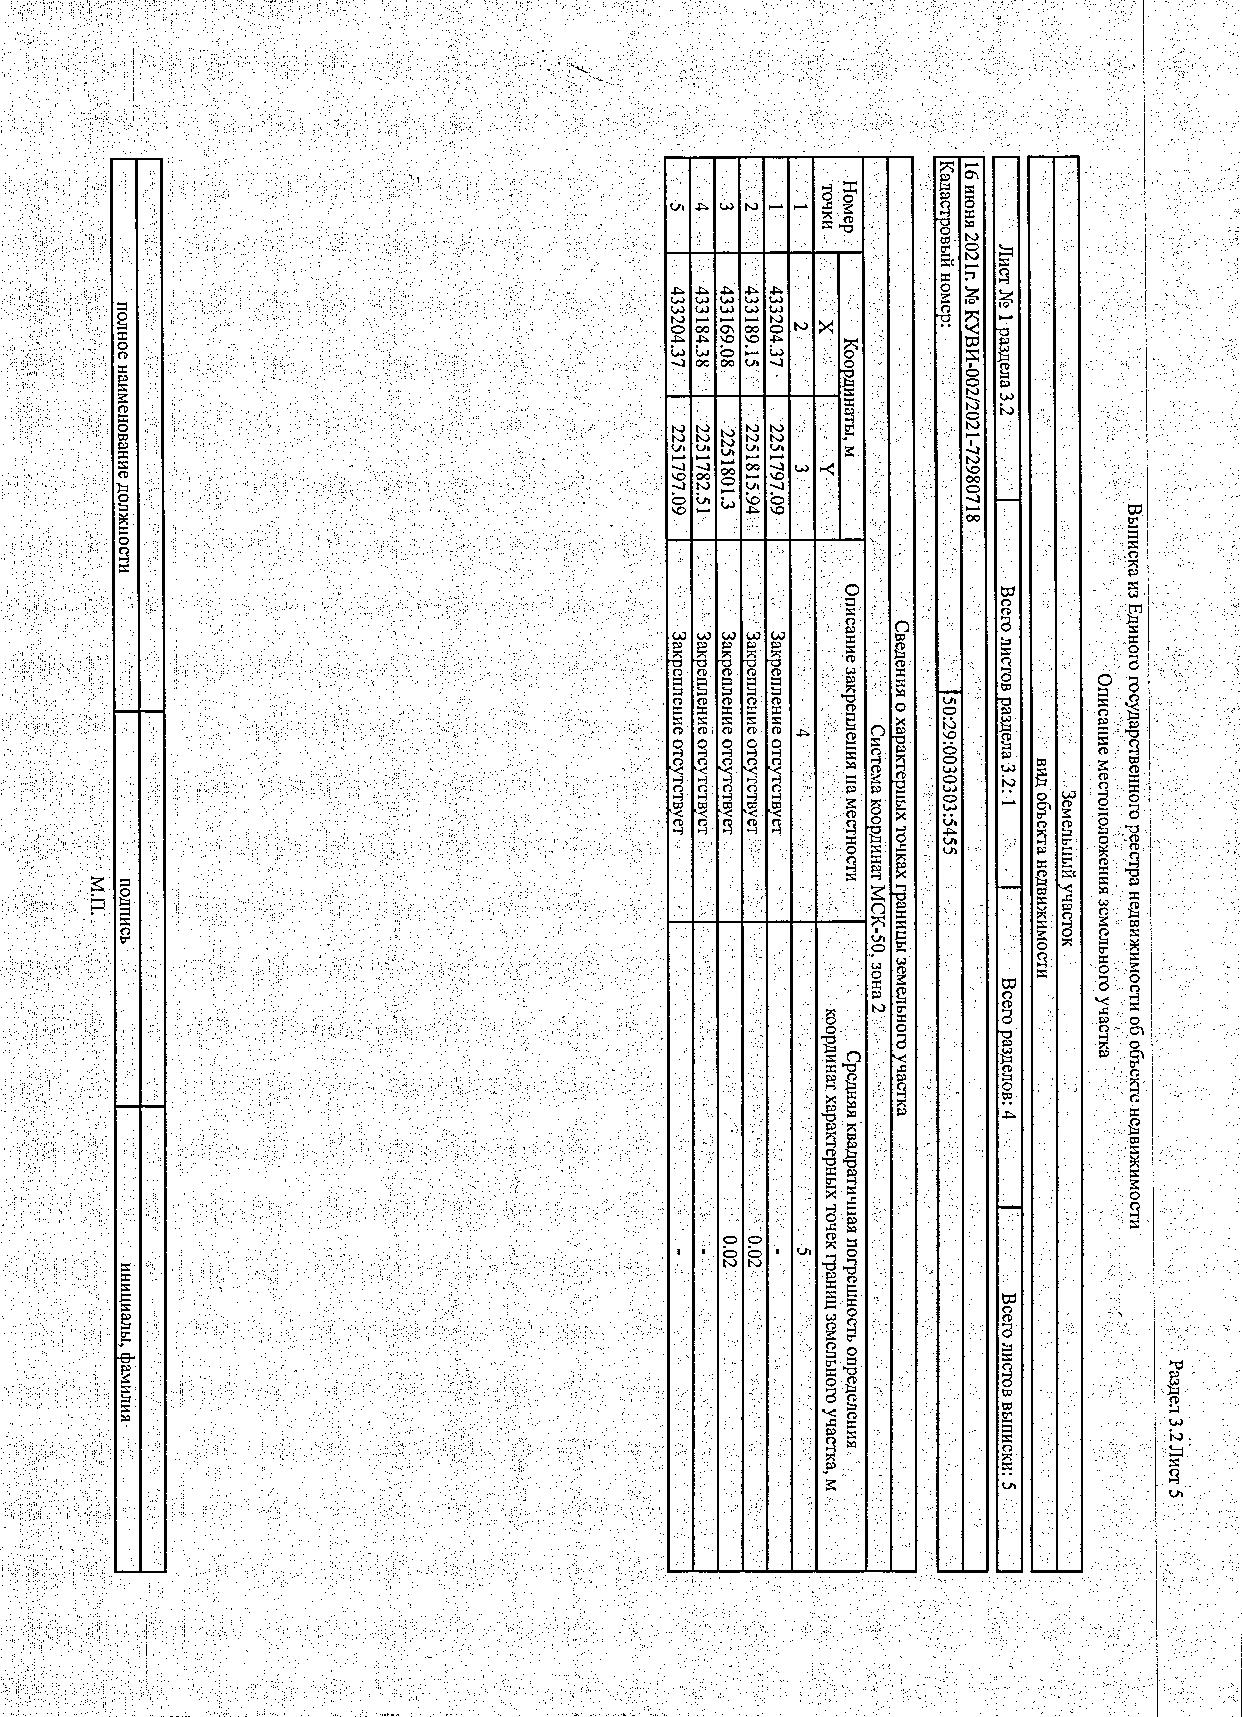 Раздел 3.2 Лист 5
Выписка из Единого государственного реестра недвижимости об объекте недвижимости
Описание местоположения земельного участка
Земельный участок
вид объекта недвижимости
Лист № 1 раздела 3.2 Всего листов раздела 3.2: 1 Всего разделов: 4 Всего листов выписки: 5
16 июня 2021г. № КУВИ-002/2021-72980718
Кадастровый номер: 50:29:0030303:5455
Сведения о характерных точках границы земельного участка
Система координат МСК-50, зона 2
Номер точки Координаты, м Описание закрепления на местности Средняя квадратичная погрешность определения координат характерных точек границ земельного участка, м
X Y
1 2 3 4 5
1 433204.37 2251797.09 Закрепление отсутствует -
2 433189.15 2251815.94 Закрепление отсутствует 0.02
3 433169.08 2251801.3 Закрепление отсутствует 0.02
4 433184.38 2251782.51 Закрепление отсутствует -
5 433204.37 2251797.09 Закрепление отсутствует -
полное наименование должности подпись инициалы, фамилия
М.П.